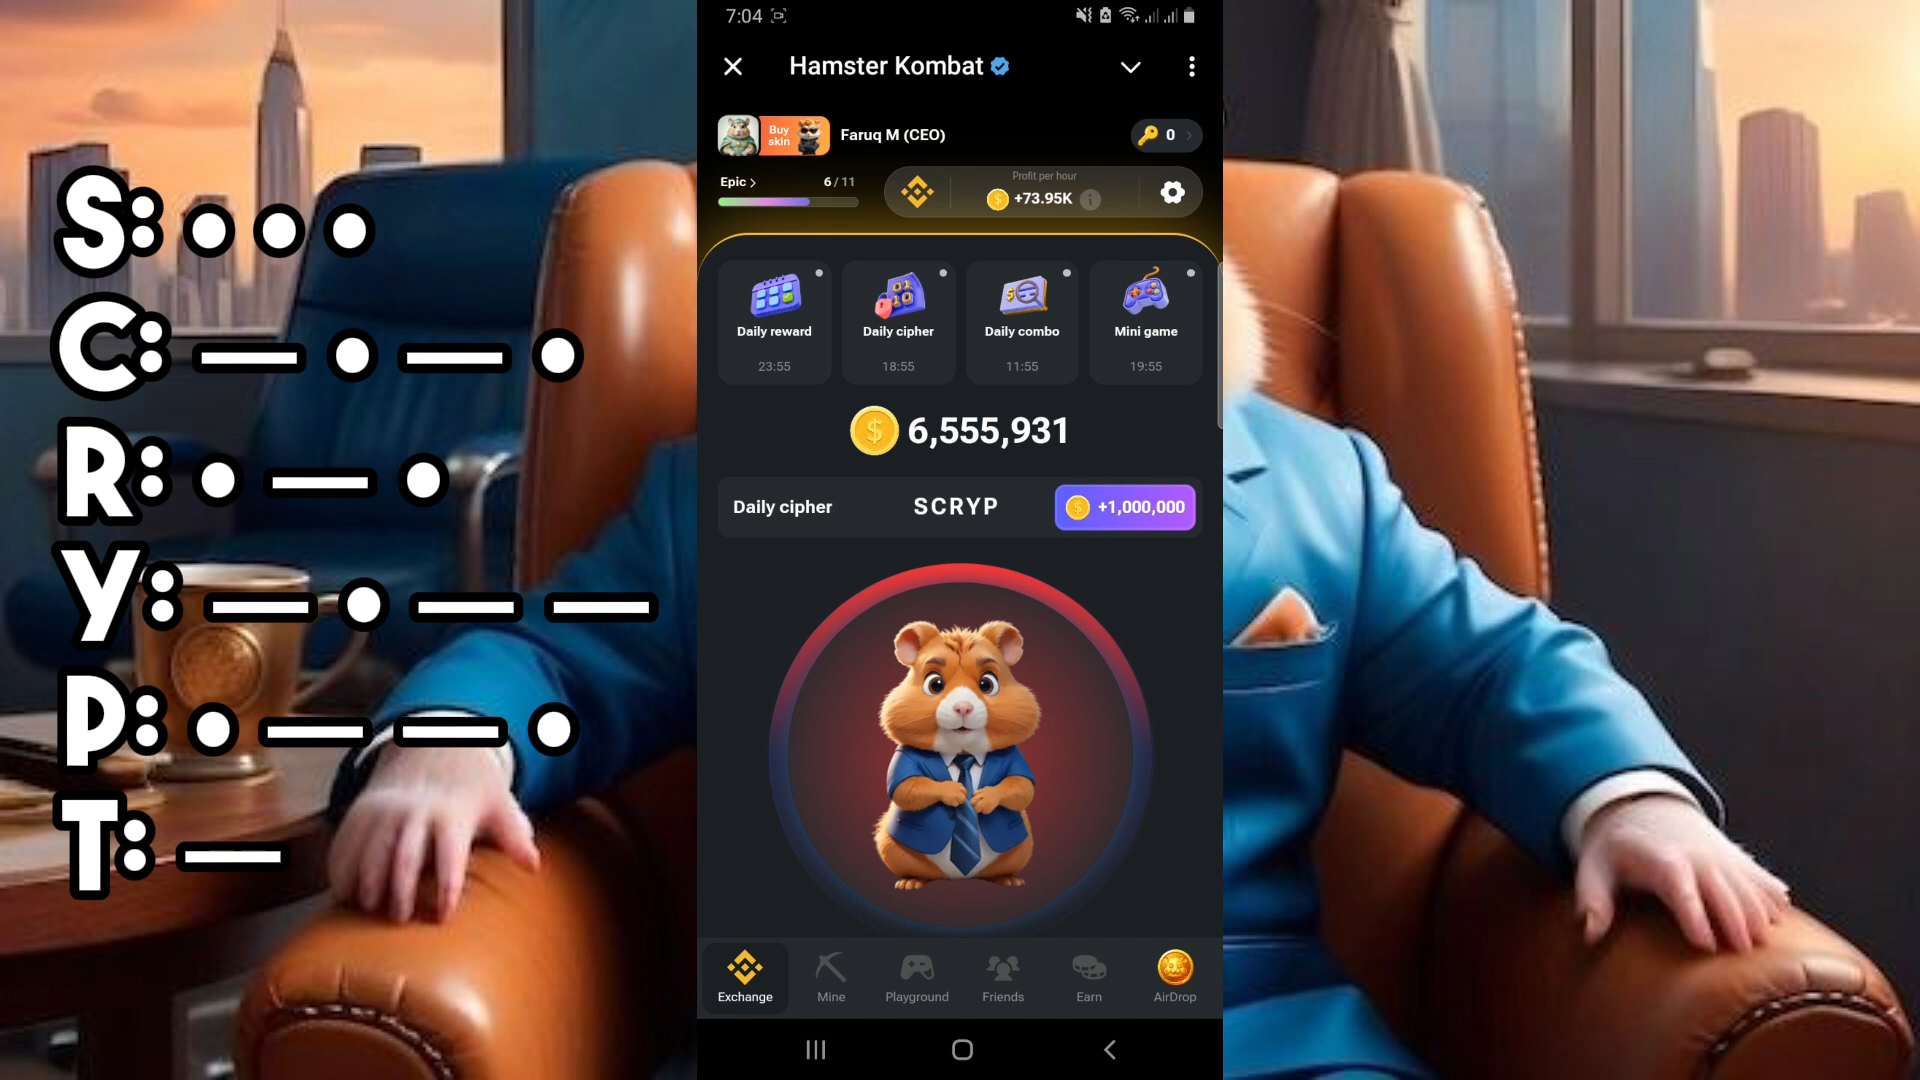 S: • • •
C: — • — •
R: • — •
Y: — • — —
P: • — — •
T: —
7:04
Hamster Kombat
Buy skin
Faruq M (CEO)
0
Epic >
6 / 11
Profit per hour
+73.95K
Daily reward
23:55
Daily cipher
18:55
Daily combo
11:55
Mini game
19:55
6,555,931
Daily cipher
SCRYP
+1,000,000
Exchange
Mine
Playground
Friends
Earn
AirDrop